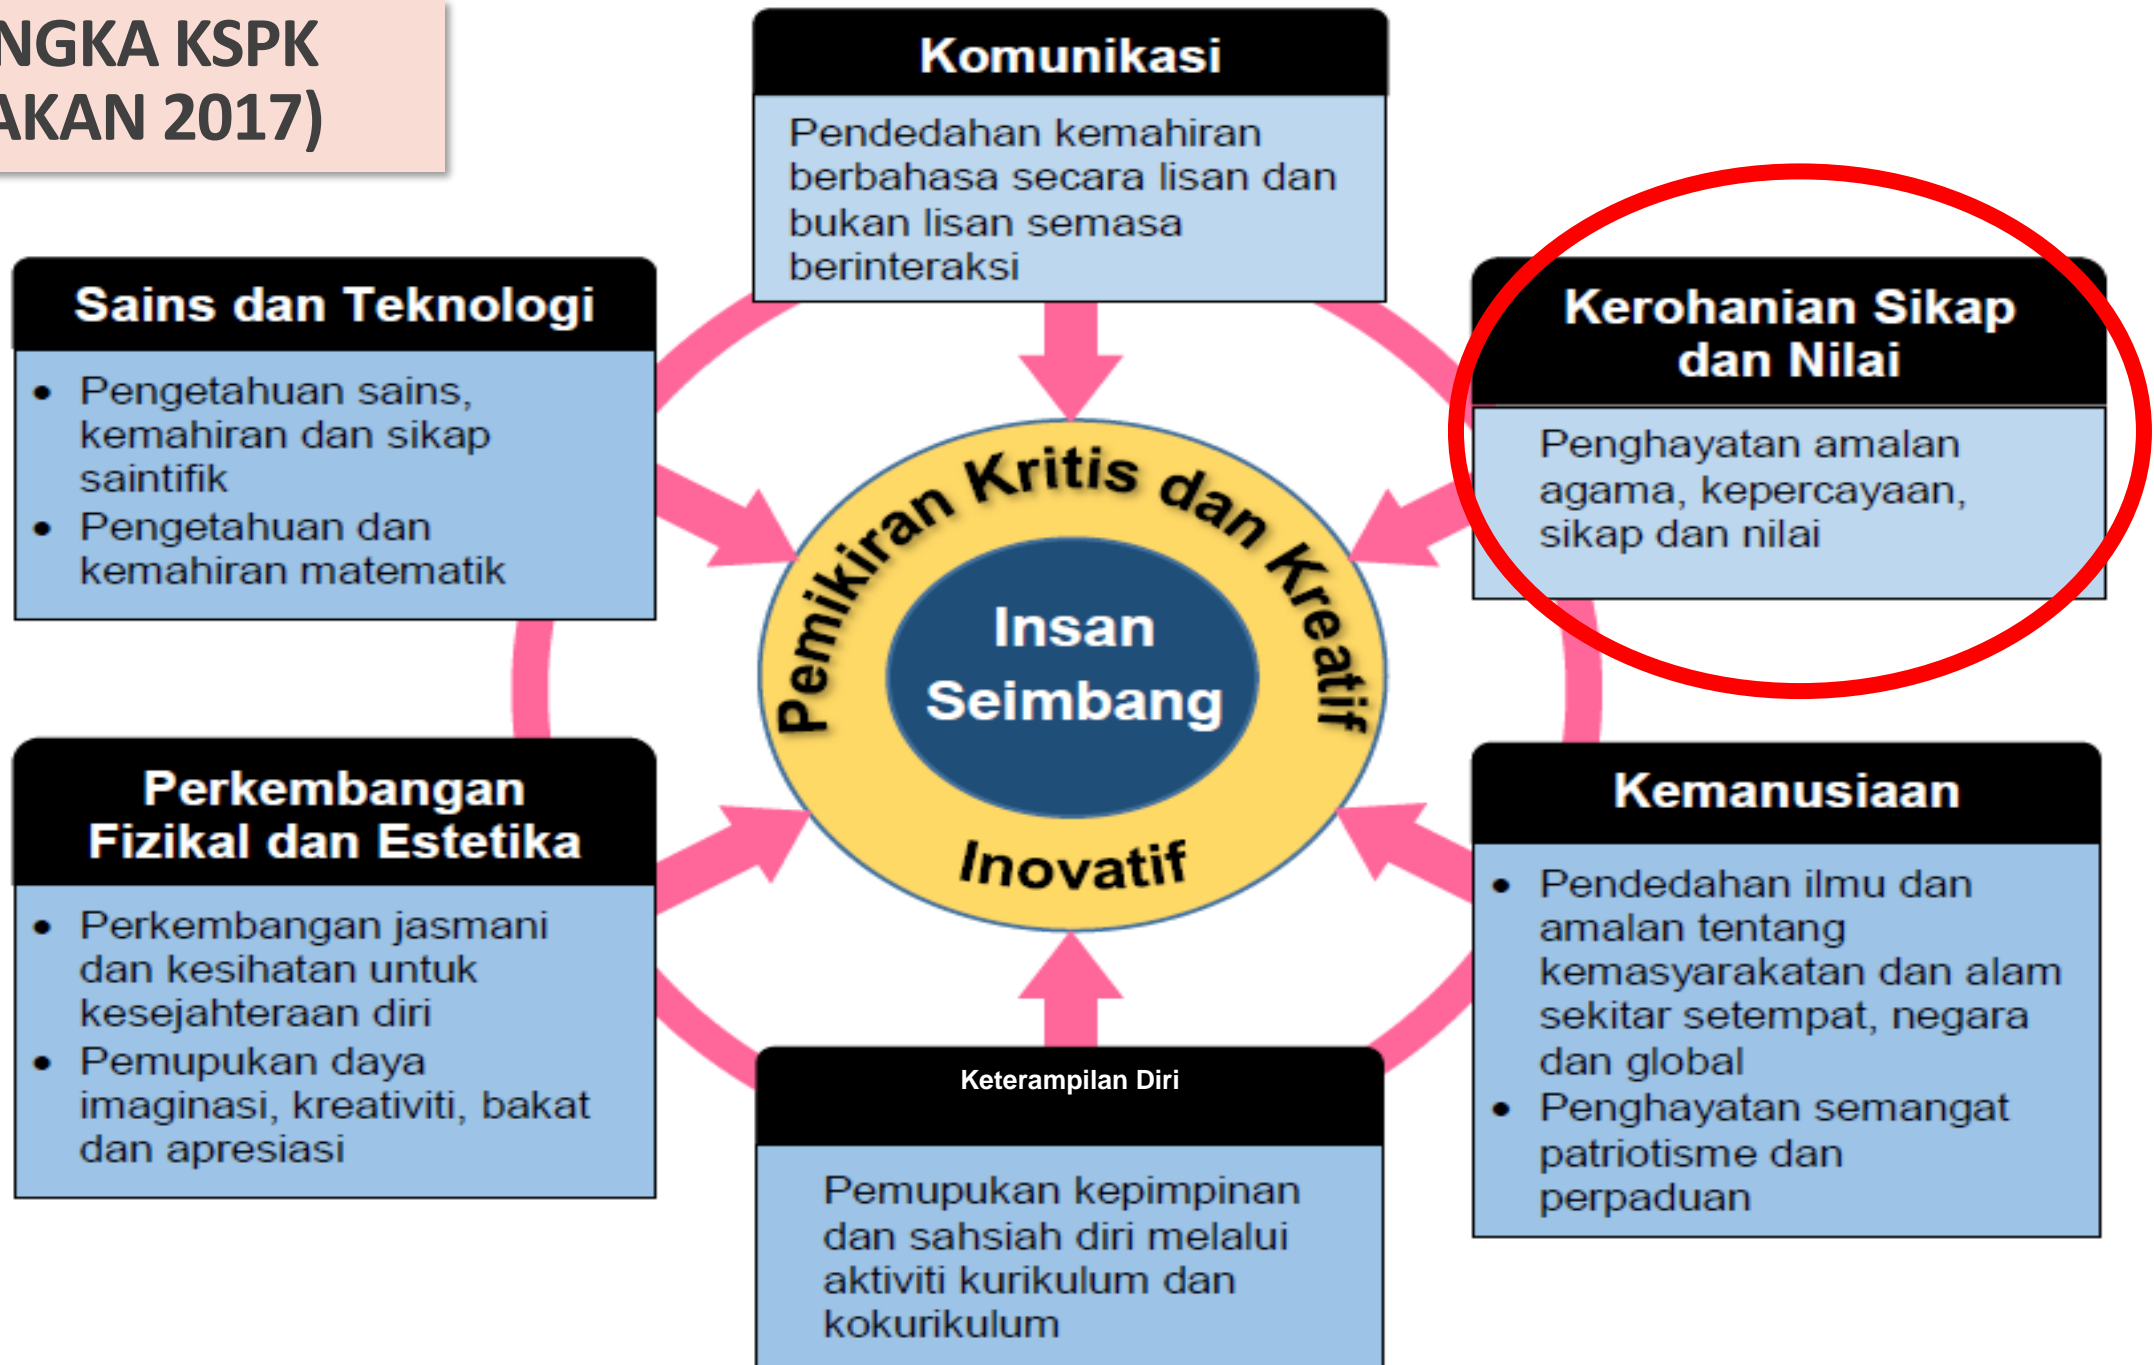 NGKA KSPK
AKAN 2017)
Komunikasi
Pendedahan kemahiran
berbahasa secara lisan dan
bukan lisan semasa
berinteraksi
Sains dan Teknologi
• Pengetahuan sains,
kemahiran dan sikap
saintifik
• Pengetahuan dan
kemahiran matematik
Kerohanian Sikap
dan Nilai
Penghayatan amalan
agama, kepercayaan,
sikap dan nilai
Pemikiran Kritis dan Kreatif
Inovatif
Insan
Seimbang
Perkembangan
Fizikal dan Estetika
• Perkembangan jasmani
dan kesihatan untuk
kesejahteraan diri
• Pemupukan daya
imaginasi, kreativiti, bakat
dan apresiasi
Kemanusiaan
• Pendedahan ilmu dan
amalan tentang
kemasyarakatan dan alam
sekitar setempat, negara
dan global
• Penghayatan semangat
patriotisme dan
perpaduan
Keterampilan Diri
Pemupukan kepimpinan
dan sahsiah diri melalui
aktiviti kurikulum dan
kokurikulum